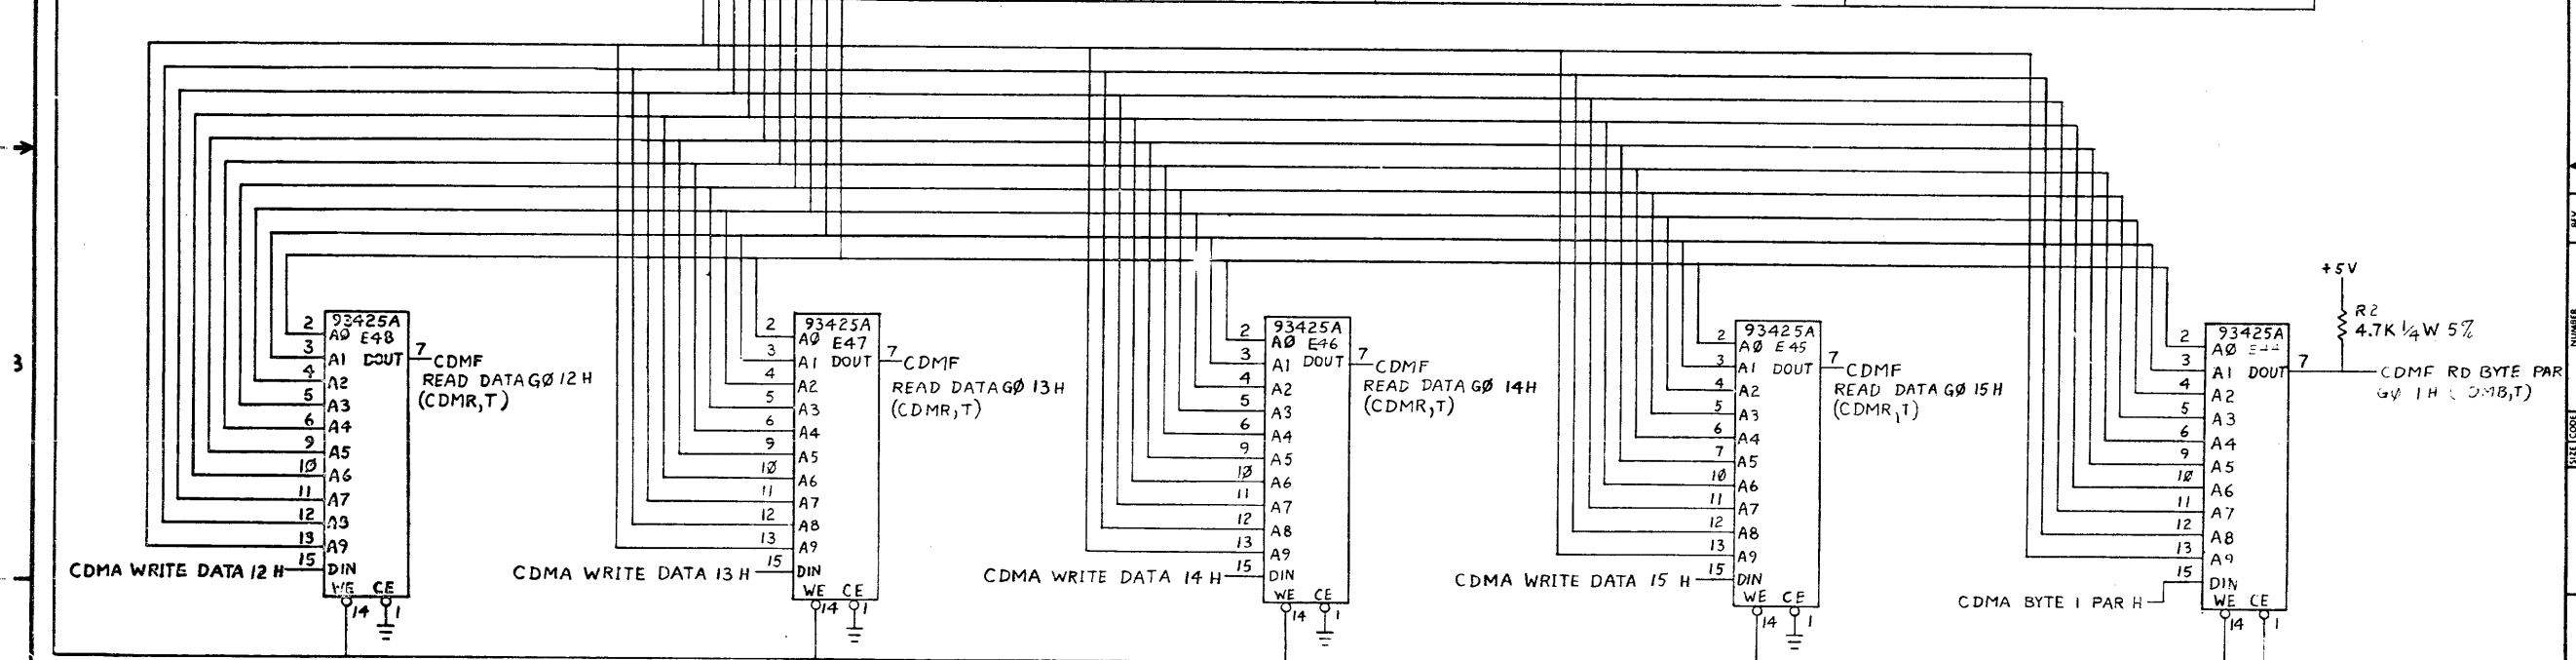 3
93425A
E48
2 A0
3 A1 DOUT 7 CDMF
READ DATA GØ 12 H
(CDMR,T)
4 A2
5 A3
6 A4
9 A5
1Ø A6
11 A7
12 A8
13 A9
CDMA WRITE DATA 12 H 15 DIN
WE CE
14 1
93425A
E47
2 AØ
3 A1 DOUT 7 CDMF
READ DATA GØ 13 H
(CDMR,T)
4 A2
5 A3
6 A4
9 A5
1Ø A6
11 A7
12 A8
13 A9
CDMA WRITE DATA 13 H 15 DIN
WE CE
14 1
93425A
E46
2 AØ
3 A1 DOUT 7 CDMF
READ DATA GØ 14H
(CDMR,T)
4 A2
5 A3
6 A4
9 A5
1Ø A6
11 A7
12 A8
13 A9
CDMA WRITE DATA 14 H 15 DIN
WE CE
14 1
93425A
2 AØ E45
3 A1 DOUT 7 CDMF
READ DATA GØ 15H
(CDMR,T)
4 A2
5 A3
6 A4
7 A5
1Ø A6
11 A7
12 A8
13 A9
CDMA WRITE DATA 15 H 15 DIN
WE CE
14 1
+5V
R2
4.7K 1/4 W 5%
93425A
2 AØ
3 A1 DOUT 7 CDMF RD BYTE PAR
GØ 1H
4 A2
5 A3
6 A4
9 A5
1Ø A6
11 A7
12 A8
13 A9
CDMA BYTE 1 PAR H 15 DIN
WE CE
14 1
REV
NUMBER
SIZE CODE